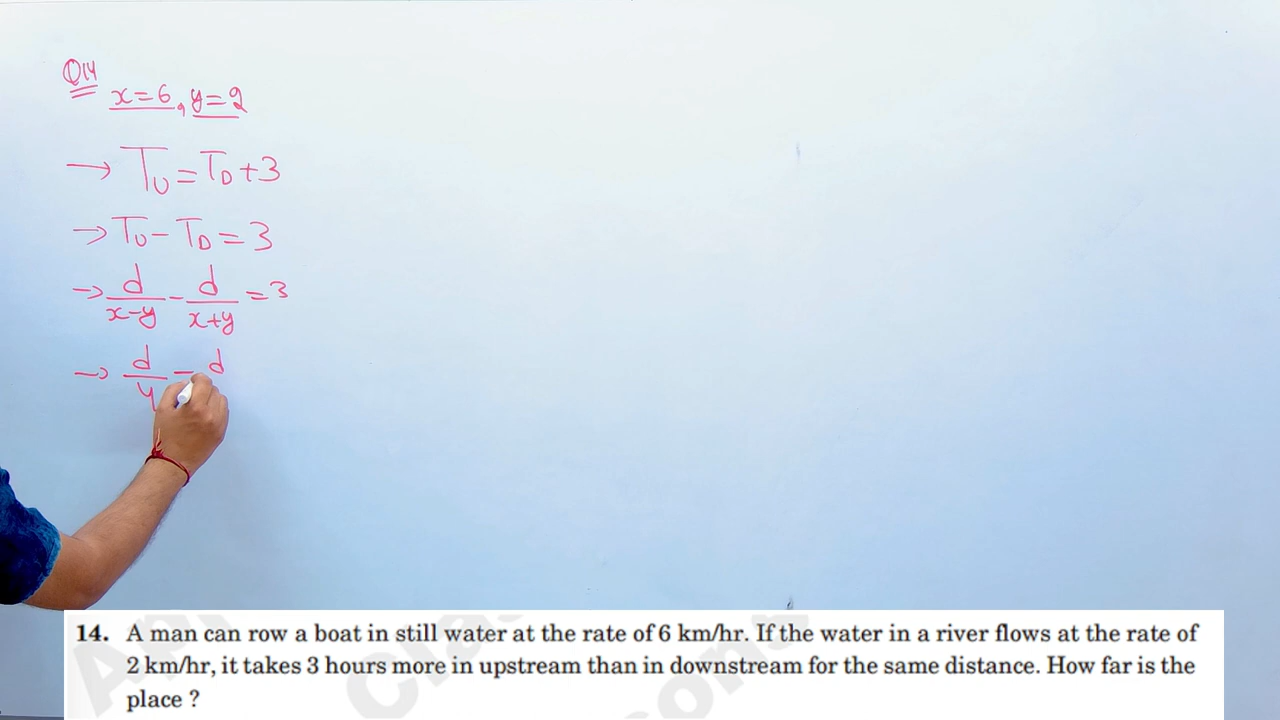 Q14
x=6, y=2
→ T_U = T_D + 3
→ T_U - T_D = 3
→ d/(x-y) - d/(x+y) = 3
→ d/4 - d
14. A man can row a boat in still water at the rate of 6 km/hr. If the water in a river flows at the rate of
2 km/hr, it takes 3 hours more in upstream than in downstream for the same distance. How far is the
place ?